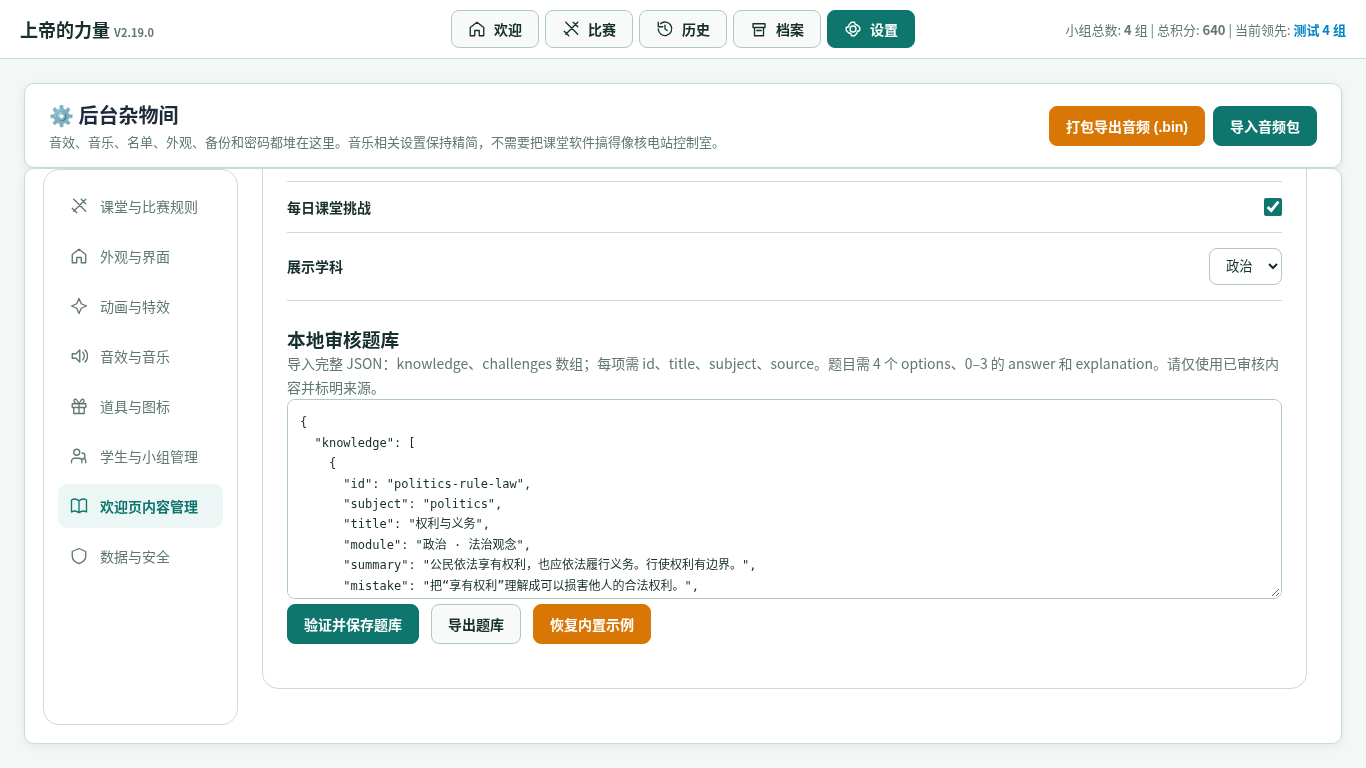 上帝的力量 V2.19.0
欢迎
比赛
历史
档案
设置
小组总数: 4 组 | 总积分: 640 | 当前领先: 测试 4 组
⚙️ 后台杂物间
音效、音乐、名单、外观、备份和密码都堆在这里。音乐相关设置保持精简，不需要把课堂软件搞得像核电站控制室。
打包导出音频 (.bin)
导入音频包
课堂与比赛规则
外观与界面
动画与特效
音效与音乐
道具与图标
学生与小组管理
欢迎页内容管理
数据与安全
每日课堂挑战
展示学科
政治
本地审核题库
导入完整 JSON：knowledge、challenges 数组；每项需 id、title、subject、source。题目需 4 个 options、0–3 的 answer 和 explanation。请仅使用已审核内
容并标明来源。
{
  "knowledge": [
    {
      "id": "politics-rule-law",
      "subject": "politics",
      "title": "权利与义务",
      "module": "政治 · 法治观念",
      "summary": "公民依法享有权利，也应依法履行义务。行使权利有边界。",
      "mistake": "把“享有权利”理解成可以损害他人的合法权利。",
验证并保存题库
导出题库
恢复内置示例